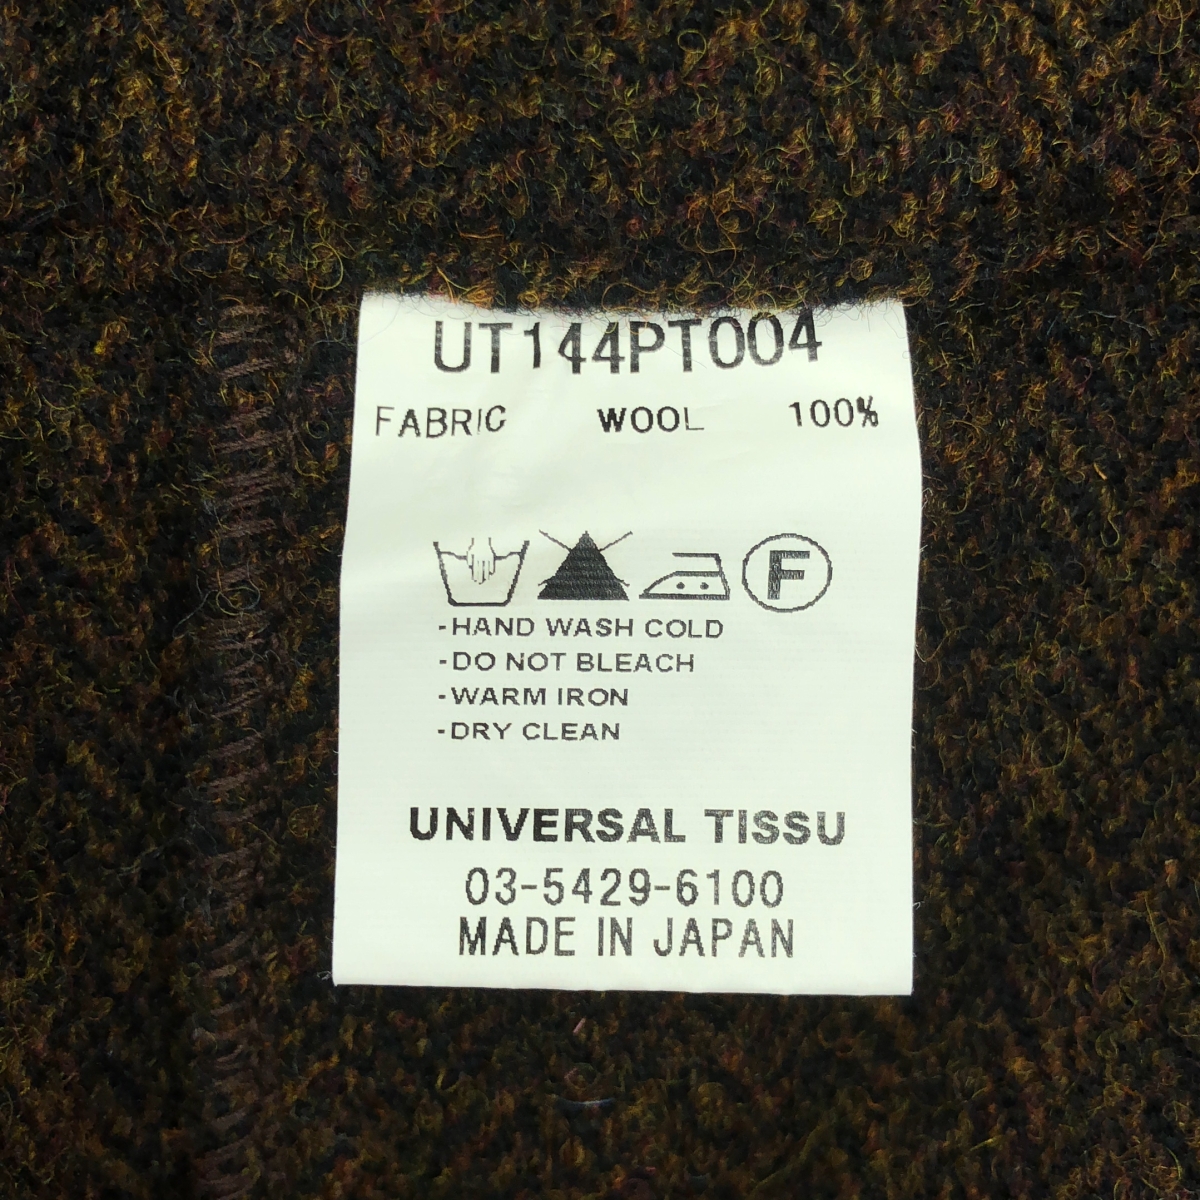 UT144PT004
FABRIC WOOL 100%
F
-HAND WASH COLD
-DO NOT BLEACH
-WARM IRON
-DRY CLEAN
UNIVERSAL TISSU
03-5429-6100
MADE IN JAPAN